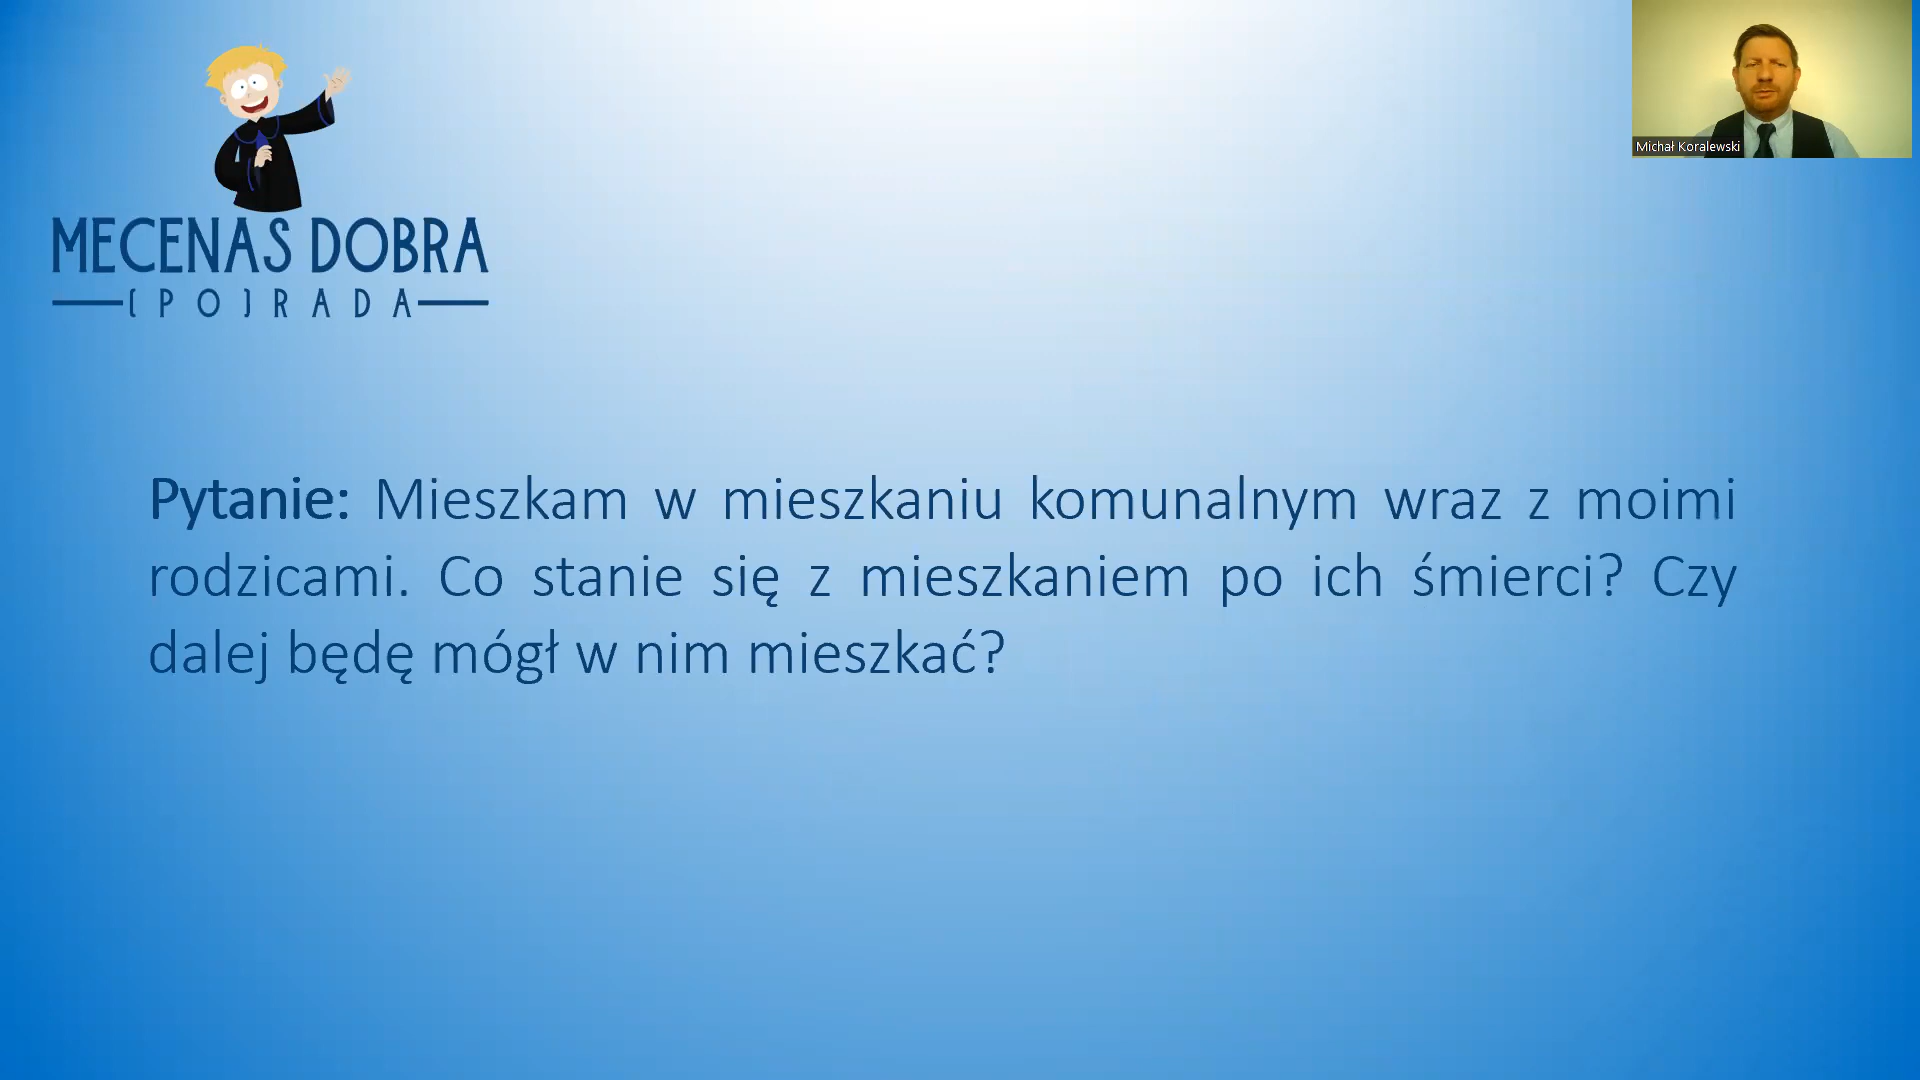 Michał Koralewski
MECENAS DOBRA
(PO)RADA
Pytanie: Mieszkam w mieszkaniu komunalnym wraz z moimi
rodzicami. Co stanie się z mieszkaniem po ich śmierci? Czy
dalej będę mógł w nim mieszkać?